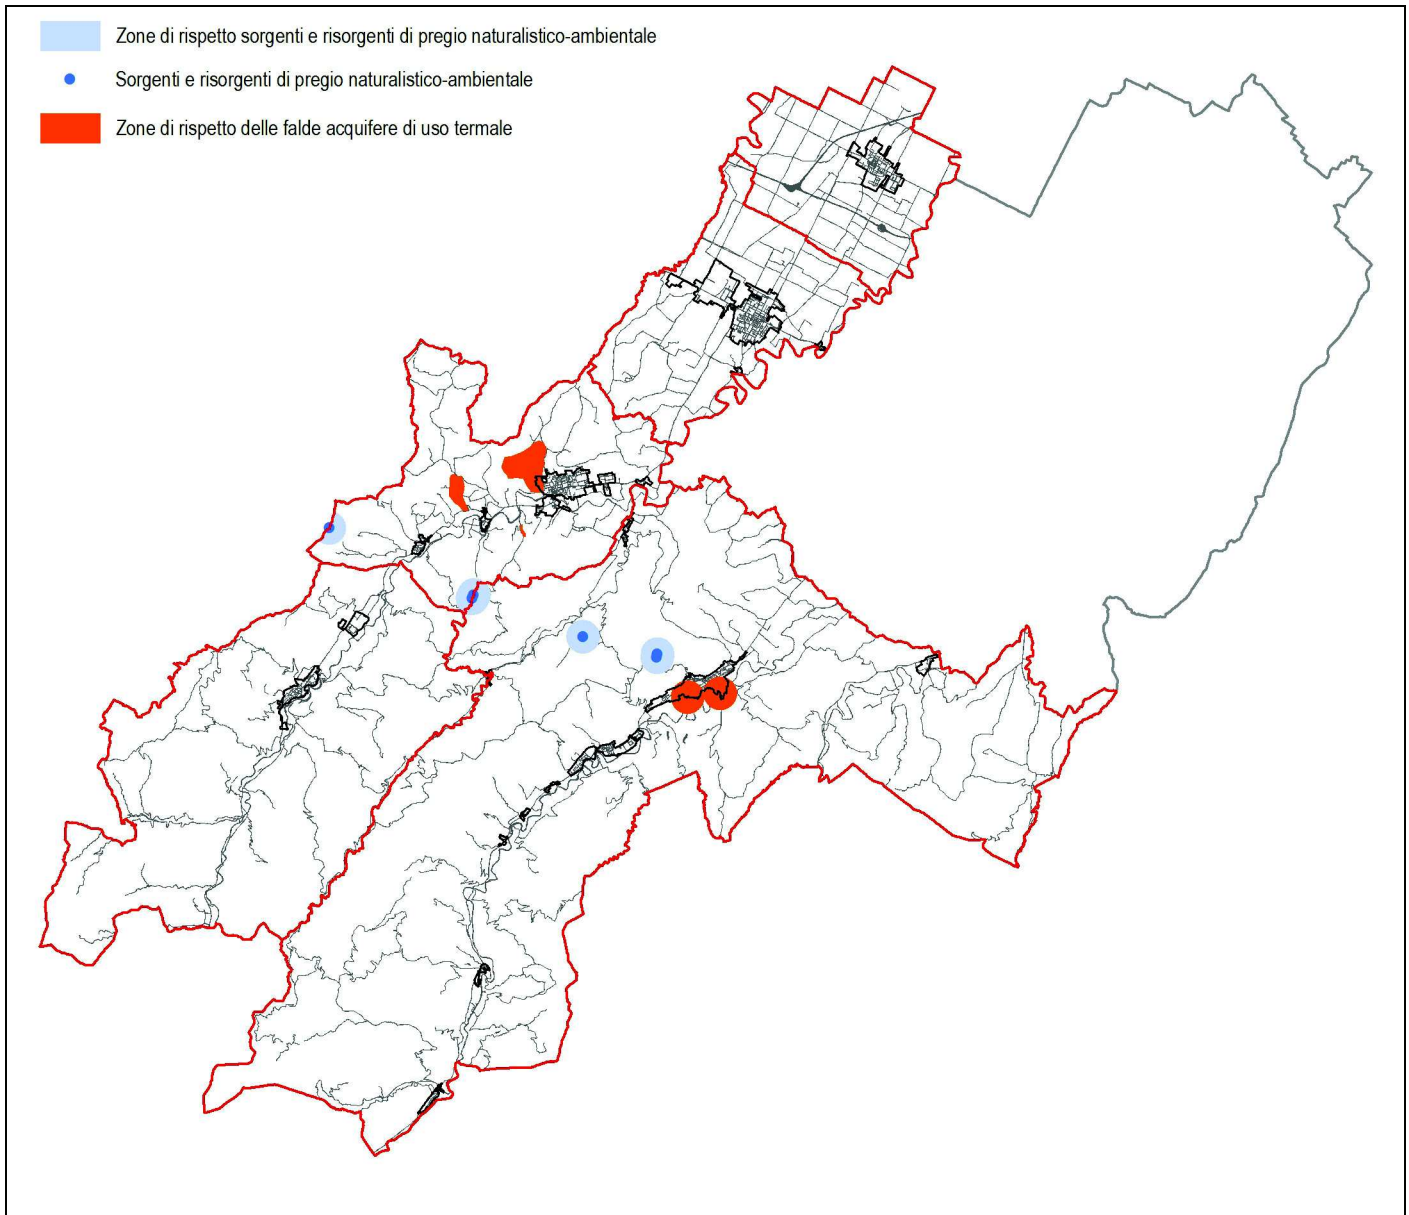 Zone di rispetto sorgenti e risorgenti di pregio naturalistico-ambientale
Sorgenti e risorgenti di pregio naturalistico-ambientale
Zone di rispetto delle falde acquifere di uso termale